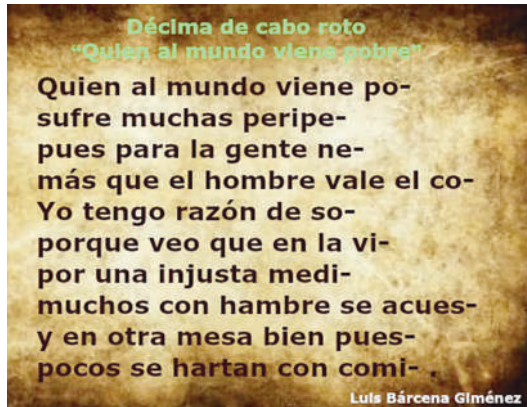 Décima de cabo roto
“Quien al mundo viene pobre”
Quien al mundo viene po-
sufre muchas peripe-
pues para la gente ne-
más que el hombre vale el co-
Yo tengo razón de so-
porque veo que en la vi-
por una injusta medi-
muchos con hambre se acues-
y en otra mesa bien pues-
pocos se hartan con comi- .
Luis Bárcena Giménez